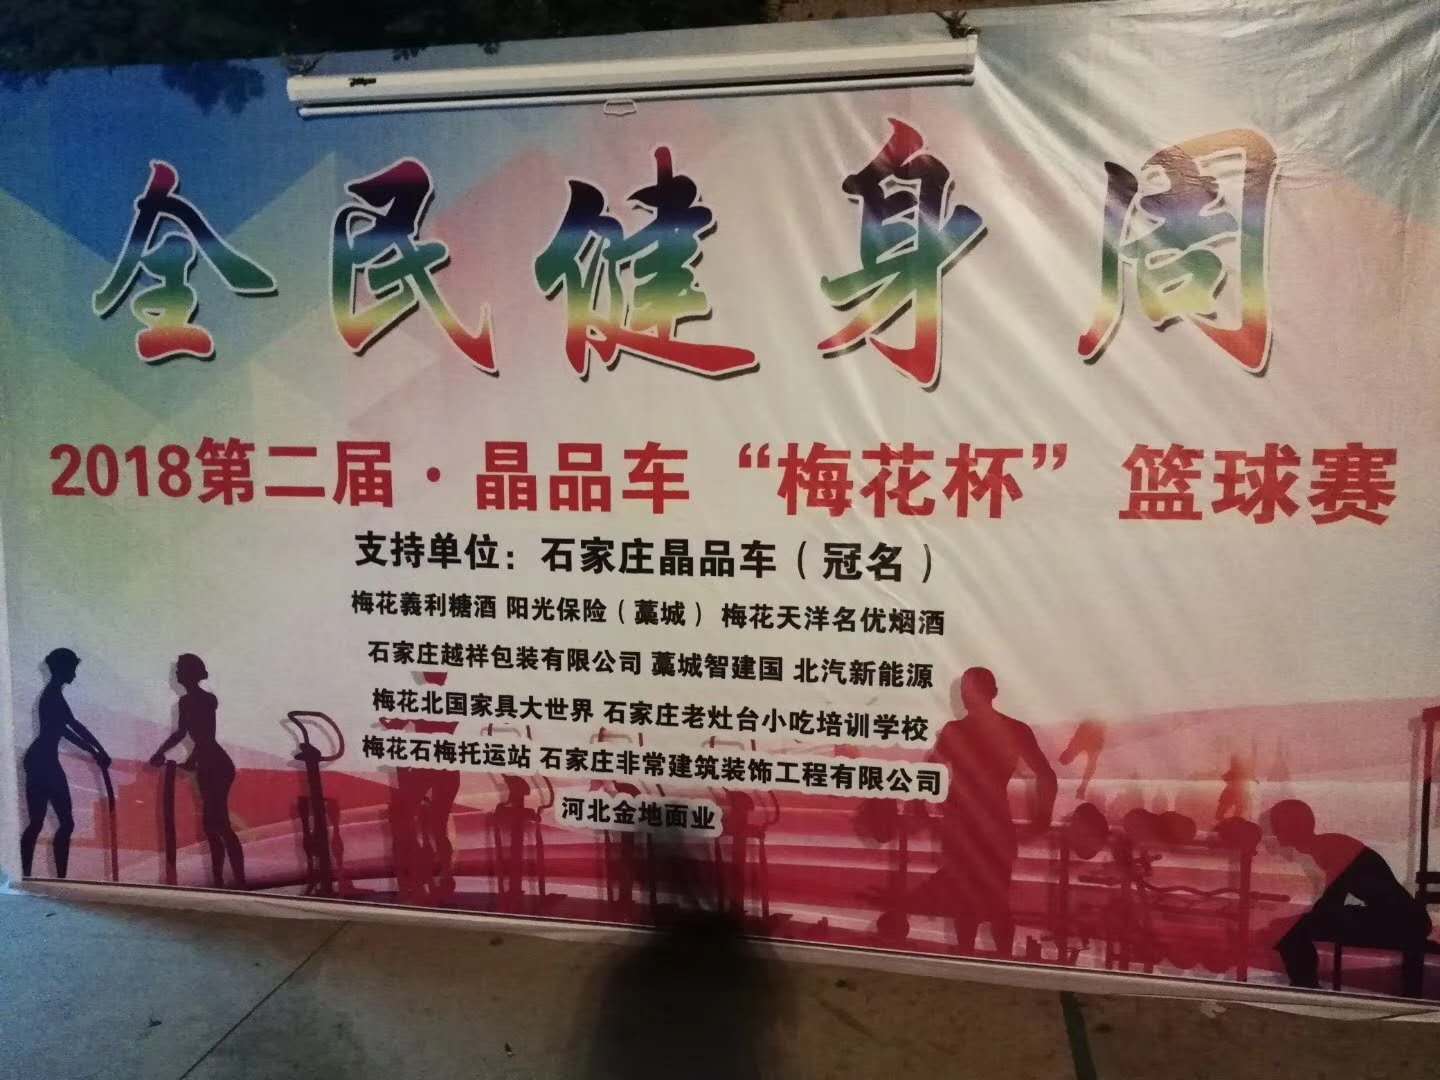 全民健身周
2018第二届·晶品车“梅花杯”篮球赛
支持单位：石家庄晶品车（冠名）
梅花義利糖酒 阳光保险（藁城） 梅花天洋名优烟酒
石家庄越祥包装有限公司 藁城智建国 北汽新能源
梅花北国家具大世界 石家庄老灶台小吃培训学校
梅花石梅托运站 石家庄非常建筑装饰工程有限公司
河北金地面业